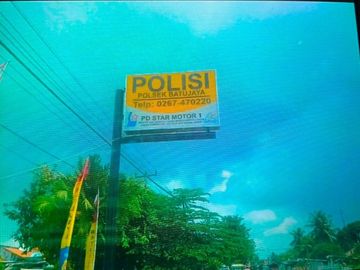 POLISI
POLSEK BATUJAYA
Telp: 0267-470220
PD STAR MOTOR 1